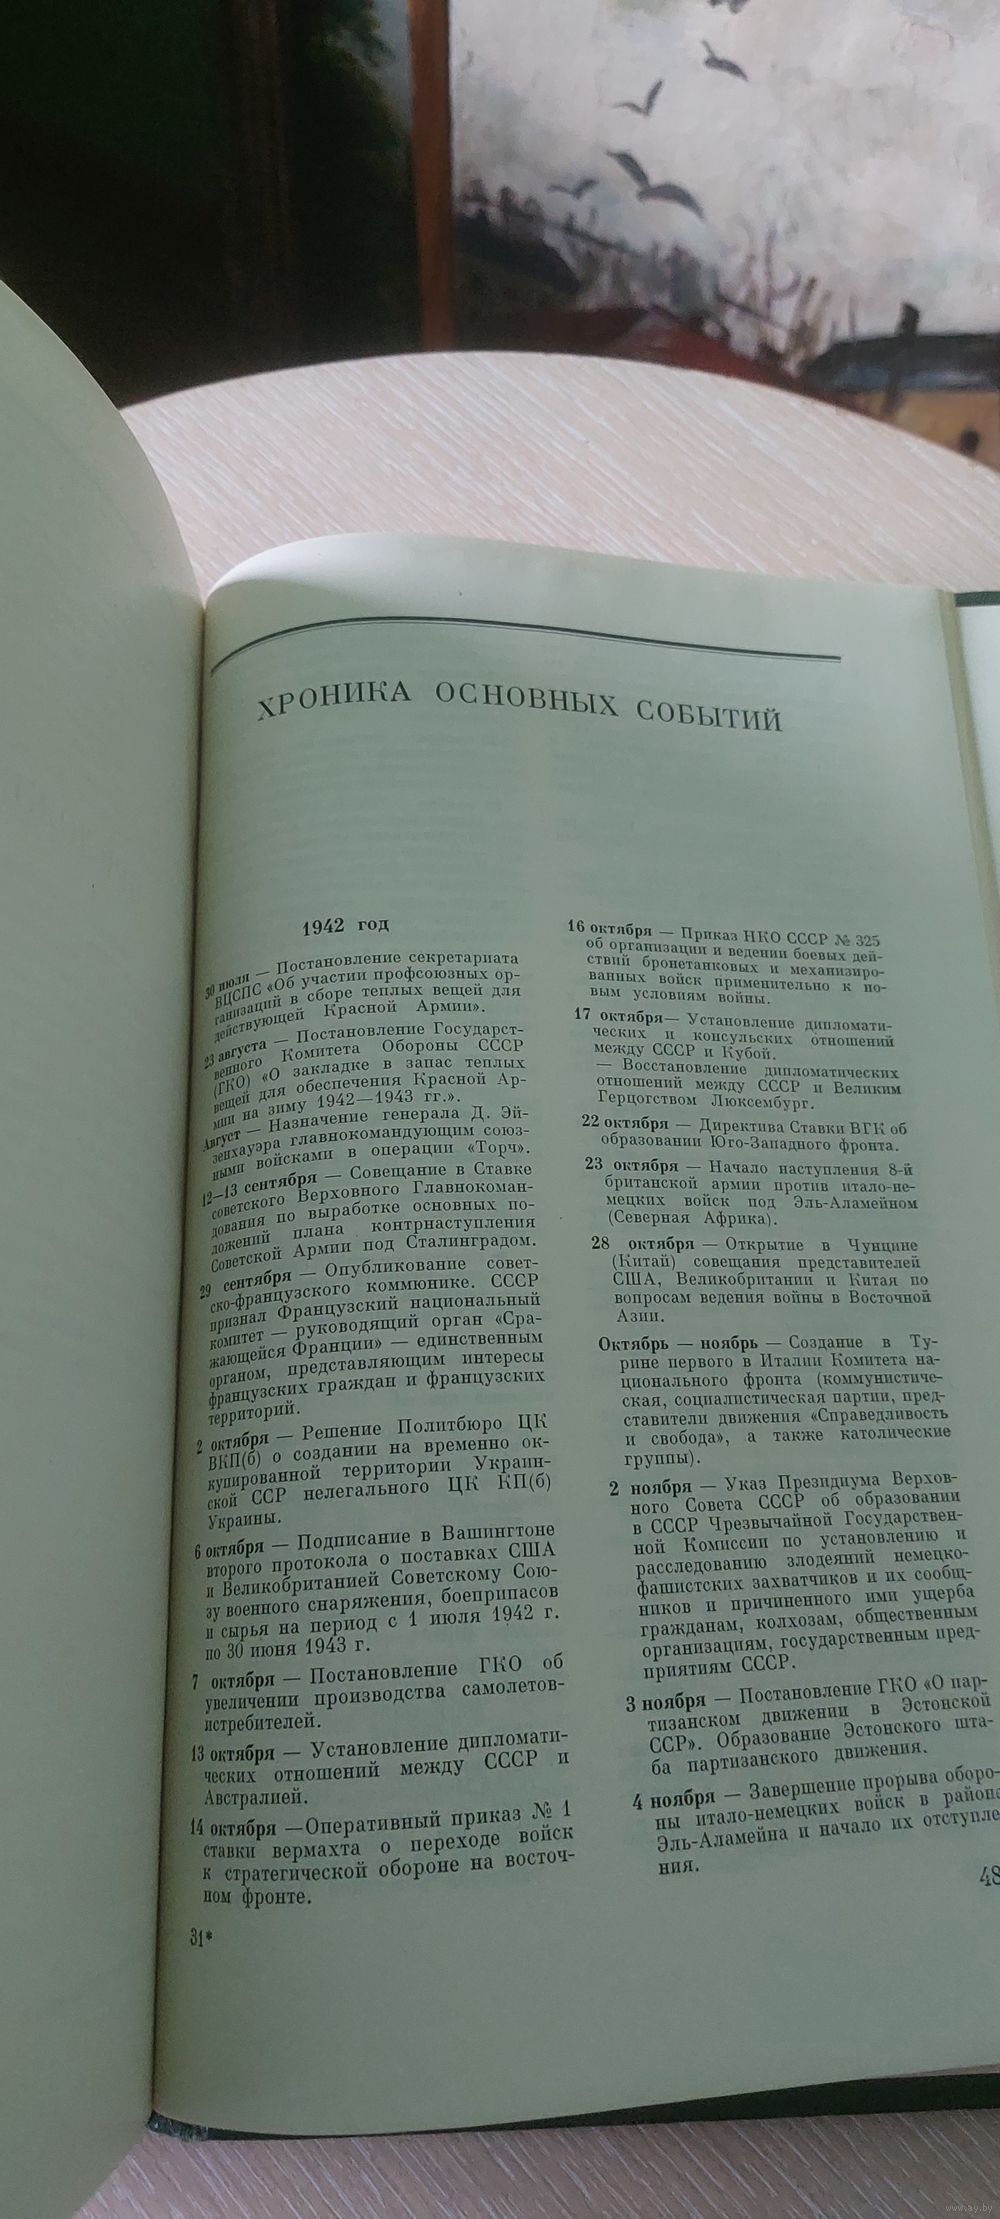 ХРОНИКА ОСНОВНЫХ СОБЫТИЙ
1942 год
30 июля — Постановление секретариата
ВЦСПС «Об участии профсоюзных ор-
ганизаций в сборе теплых вещей для
действующей Красной Армии».
23 августа — Постановление Государст-
венного Комитета Обороны СССР
(ГКО) «О закладке в запас теплых
вещей для обеспечения Красной Ар-
мии на зиму 1942—1943 гг.».
Август — Назначение генерала Д. Эй-
зенхауэра главнокомандующим союз-
ными войсками в операции «Торч».
12—13 сентября — Совещание в Ставке
советского Верховного Главнокоман-
дования по выработке основных по-
ложений плана контрнаступления
Советской Армии под Сталинградом.
29 сентября — Опубликование совет-
ско-французского коммюнике. СССР
признал Французский национальный
комитет — руководящий орган «Сра-
жающейся Франции» — единственным
органом, представляющим интересы
французских граждан и французских
территорий.
2 октября — Решение Политбюро ЦК
ВКП(б) о создании на временно ок-
купированной территории Украин-
ской ССР нелегального ЦК КП(б)
Украины.
6 октября — Подписание в Вашингтоне
второго протокола о поставках США
и Великобританией Советскому Сою-
зу военного снаряжения, боеприпасов
и сырья на период с 1 июля 1942 г.
по 30 июня 1943 г.
7 октября — Постановление ГКО об
увеличении производства самолетов-
истребителей.
13 октября — Установление дипломати-
ческих отношений между СССР и
Австралией.
14 октября —Оперативный приказ № 1
ставки вермахта о переходе войск
к стратегической обороне на восточ-
ном фронте.
31*
16 октября — Приказ НКО СССР № 325
об организации и ведении боевых дей-
ствий бронетанковых и механизиро-
ванных войск применительно к но-
вым условиям войны.
17 октября— Установление дипломати-
ческих и консульских отношений
между СССР и Кубой.
— Восстановление дипломатических
отношений между СССР и Великим
Герцогством Люксембург.
22 октября — Директива Ставки ВГК об
образовании Юго-Западного фронта.
23 октября — Начало наступления 8-й
британской армии против итало-не-
мецких войск под Эль-Аламейном
(Северная Африка).
28 октября — Открытие в Чунцине
(Китай) совещания представителей
США, Великобритании и Китая по
вопросам ведения войны в Восточной
Азии.
Октябрь — ноябрь — Создание в Ту-
рине первого в Италии Комитета на-
ционального фронта (коммунистиче-
ская, социалистическая партии, пред-
ставители движения «Справедливость
и свобода», а также католические
группы).
2 ноября — Указ Президиума Верхов-
ного Совета СССР об образовании
в СССР Чрезвычайной Государствен-
ной Комиссии по установлению и
расследованию злодеяний немецко-
фашистских захватчиков и их сообщ-
ников и причиненного ими ущерба
гражданам, колхозам, общественным
организациям, государственным пред-
приятиям СССР.
3 ноября — Постановление ГКО «О пар-
тизанском движении в Эстонской
ССР». Образование Эстонского шта-
ба партизанского движения.
4 ноября — Завершение прорыва оборо-
ны итало-немецких войск в районе
Эль-Аламейна и начало их отступле
ния.
48
www.ay.by